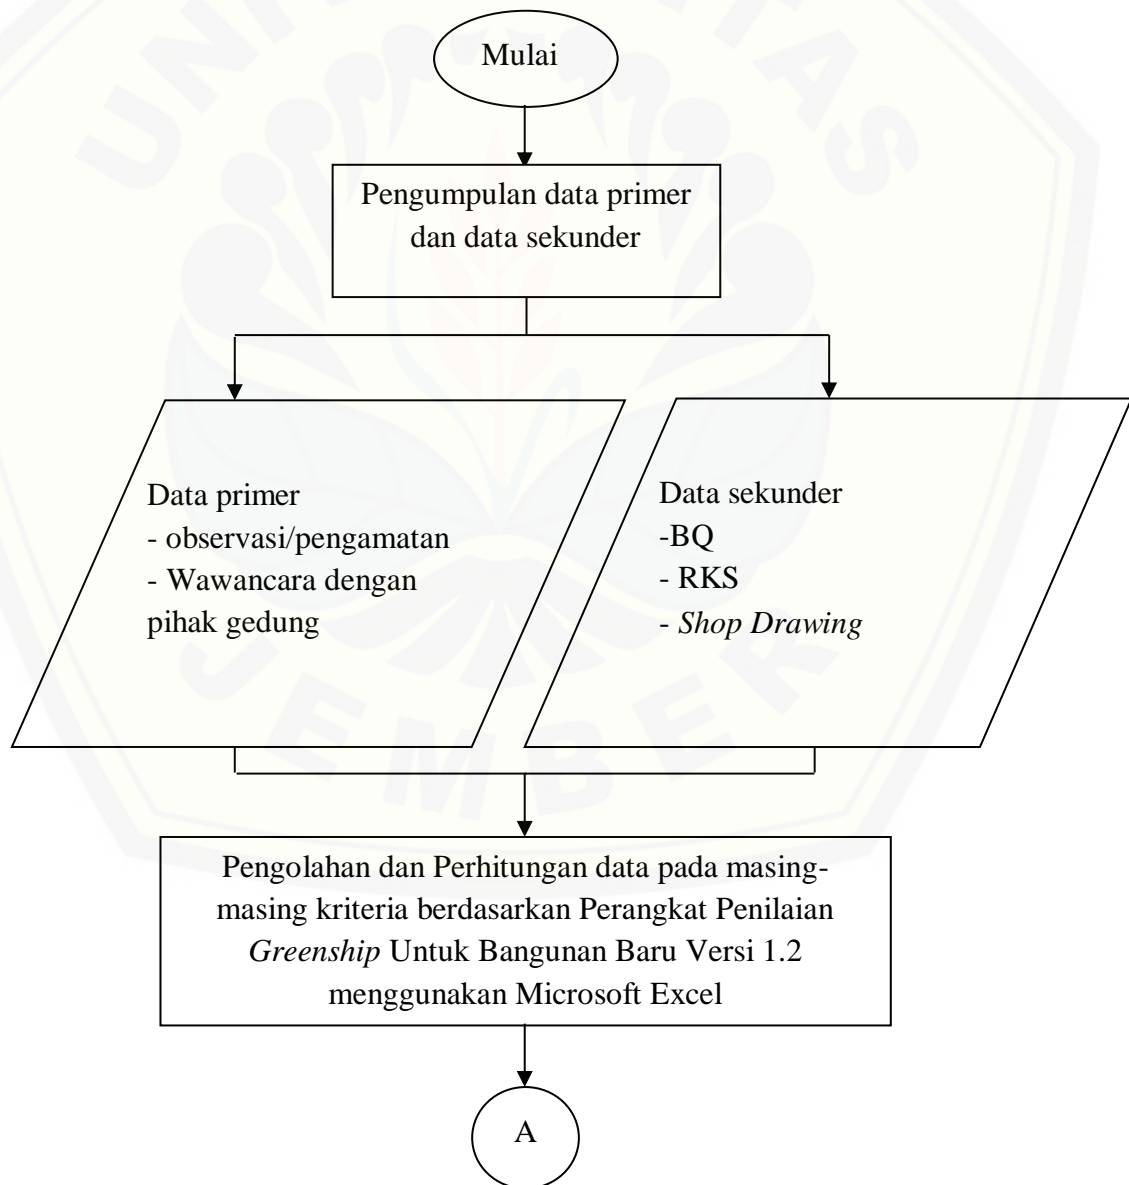 UNIVERSITAS
Mulai
Pengumpulan data primer
dan data sekunder
Data primer
- observasi/pengamatan
- Wawancara dengan
pihak gedung
Data sekunder
-BQ
- RKS
- Shop Drawing
JEMBER
Pengolahan dan Perhitungan data pada masing-
masing kriteria berdasarkan Perangkat Penilaian
Greenship Untuk Bangunan Baru Versi 1.2
menggunakan Microsoft Excel
A